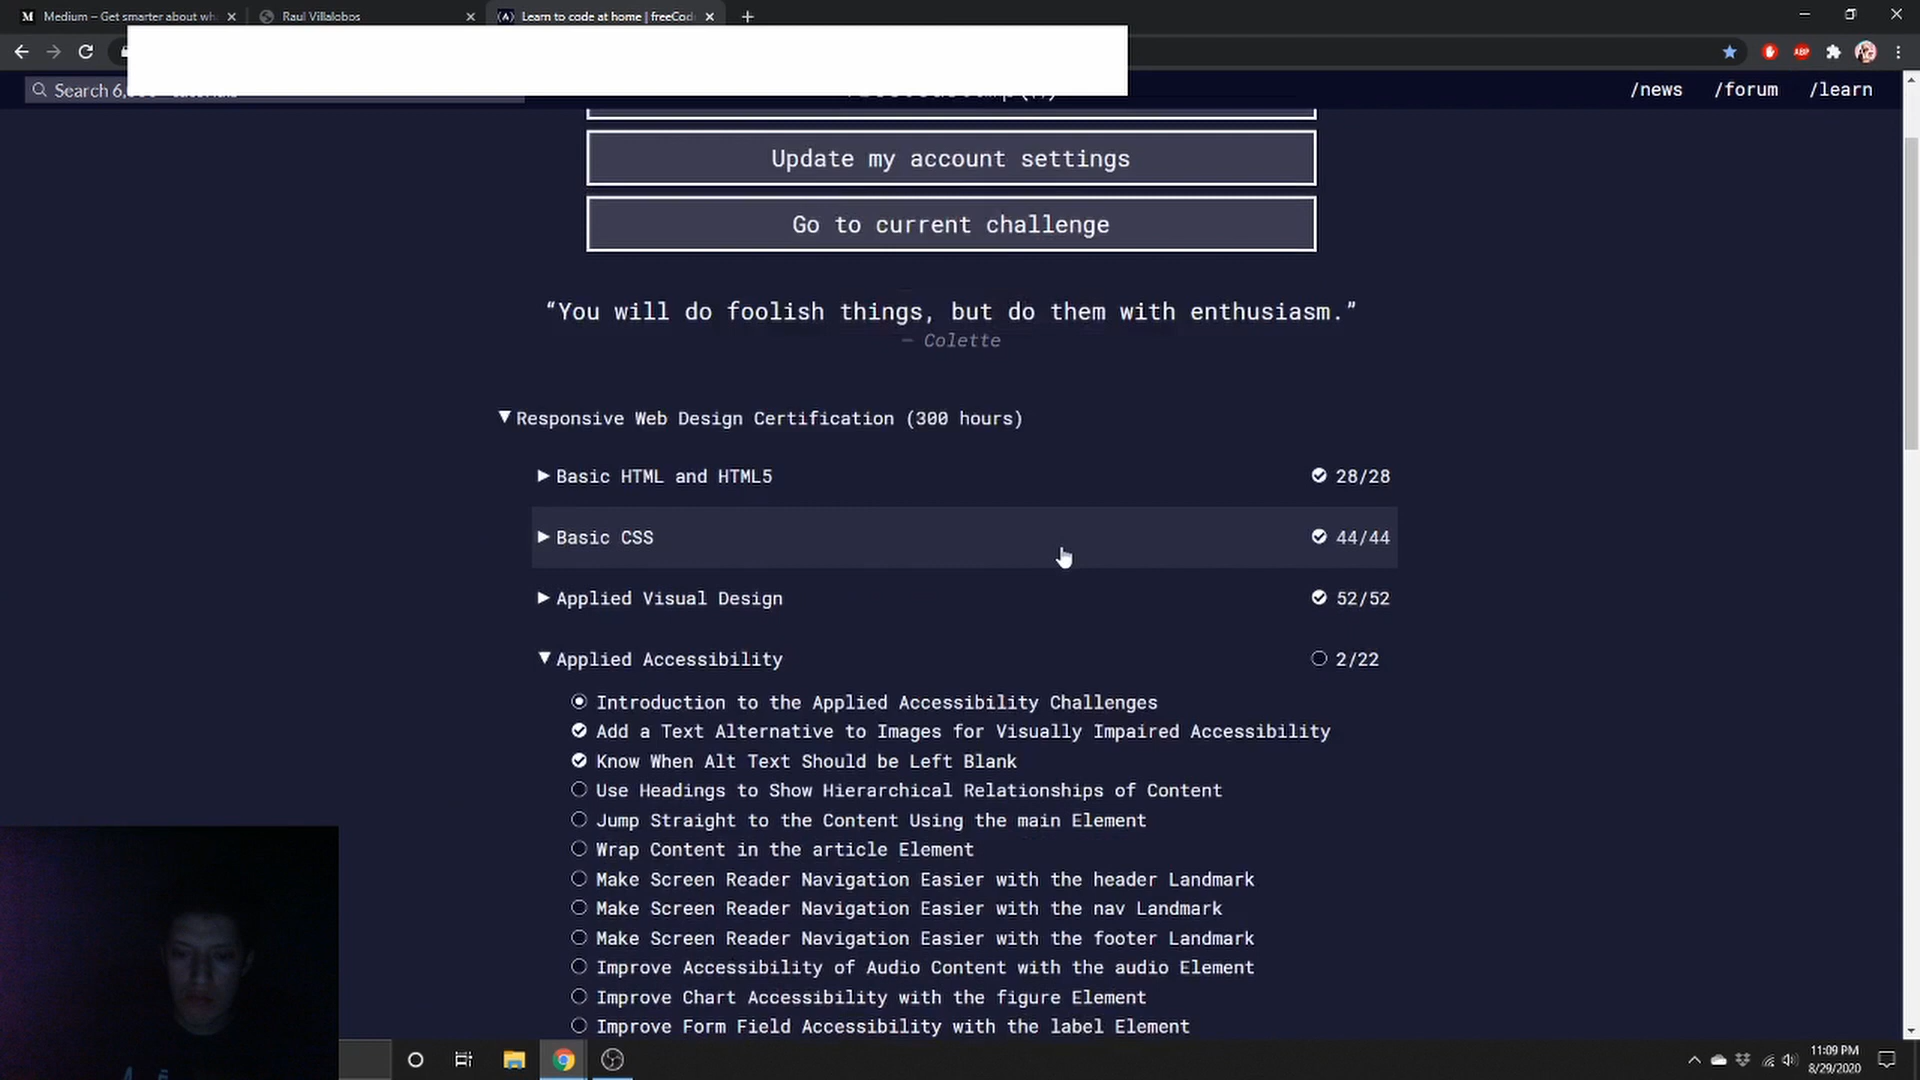 Medium – Get smarter about wh
Raul Villalobos
Learn to code at home | freeCod
Search 6,
/news
/forum
/learn
Update my account settings
Go to current challenge
“You will do foolish things, but do them with enthusiasm.”
— Colette
Responsive Web Design Certification (300 hours)
Basic HTML and HTML5 28/28
Basic CSS 44/44
Applied Visual Design 52/52
Applied Accessibility 2/22
Introduction to the Applied Accessibility Challenges
Add a Text Alternative to Images for Visually Impaired Accessibility
Know When Alt Text Should be Left Blank
Use Headings to Show Hierarchical Relationships of Content
Jump Straight to the Content Using the main Element
Wrap Content in the article Element
Make Screen Reader Navigation Easier with the header Landmark
Make Screen Reader Navigation Easier with the nav Landmark
Make Screen Reader Navigation Easier with the footer Landmark
Improve Accessibility of Audio Content with the audio Element
Improve Chart Accessibility with the figure Element
Improve Form Field Accessibility with the label Element
11:09 PM
8/29/2020